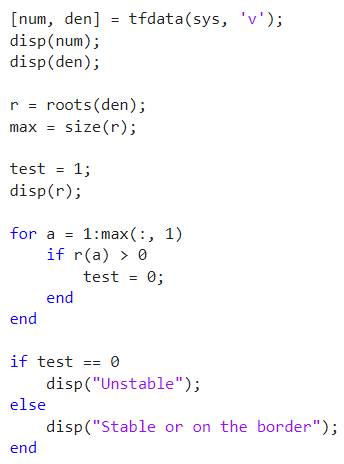 [num, den] = tfdata(sys, 'v');
disp(num);
disp(den);
r = roots(den);
max = size(r);
test = 1;
disp(r);
for a = 1:max(:, 1)
if r(a) > 0
test = 0;
end
end
if test == 0
disp("Unstable");
else
disp("Stable or on the border");
end